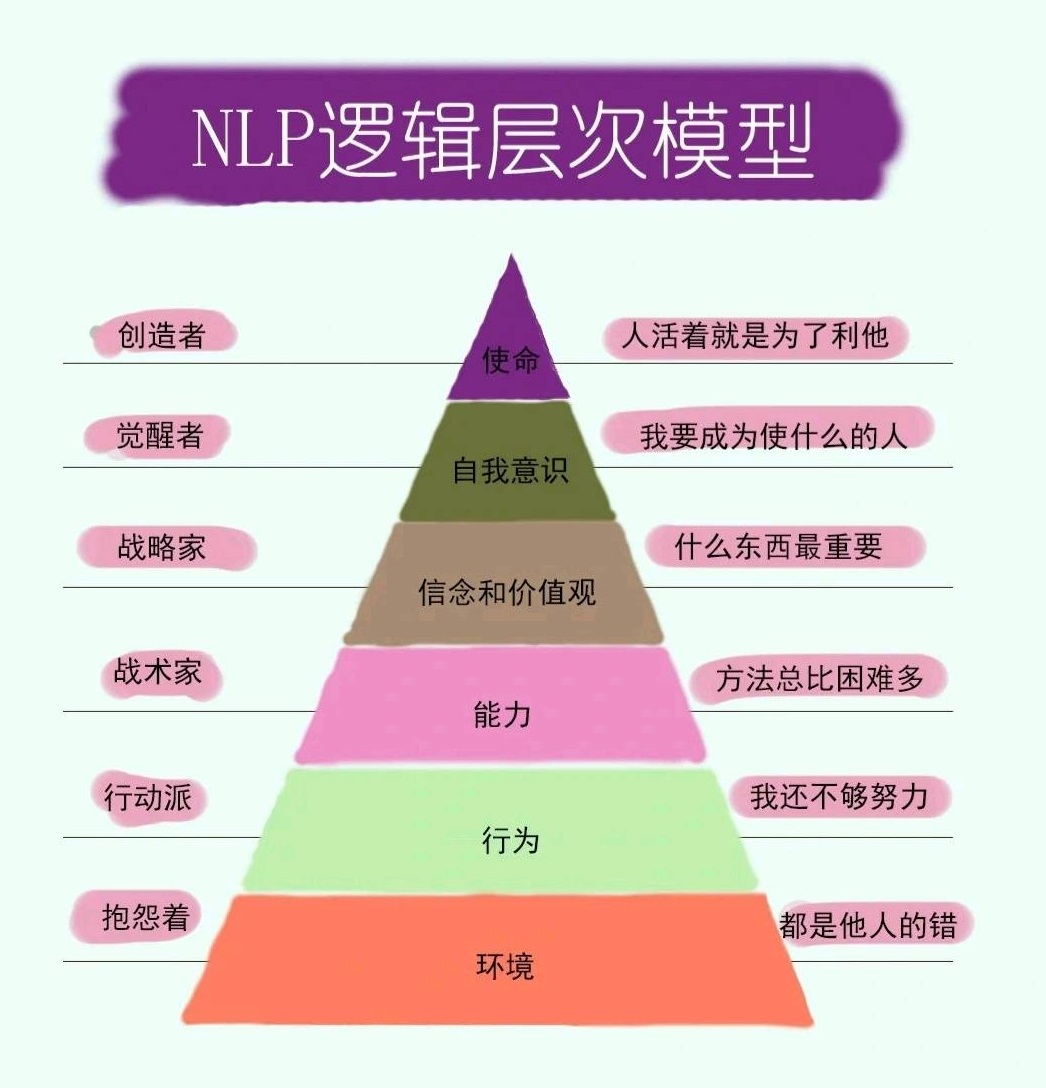 NLP逻辑层次模型
创造者
使命
人活着就是为了利他
觉醒者
自我意识
我要成为使什么的人
战略家
信念和价值观
什么东西最重要
战术家
能力
方法总比困难多
行动派
行为
我还不够努力
抱怨着
环境
都是他人的错